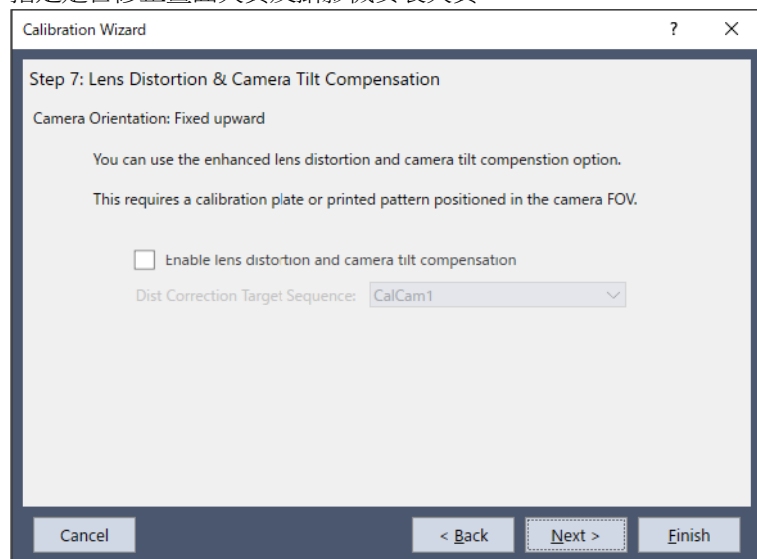 Calibration Wizard
Step 7: Lens Distortion & Camera Tilt Compensation
Camera Orientation: Fixed upward
You can use the enhanced lens distortion and camera tilt compenstion option.
This requires a calibration plate or printed pattern positioned in the camera FOV.
Enable lens distortion and camera tilt compensation
Dist Correction Target Sequence: CalCam1
Cancel < Back Next > Finish